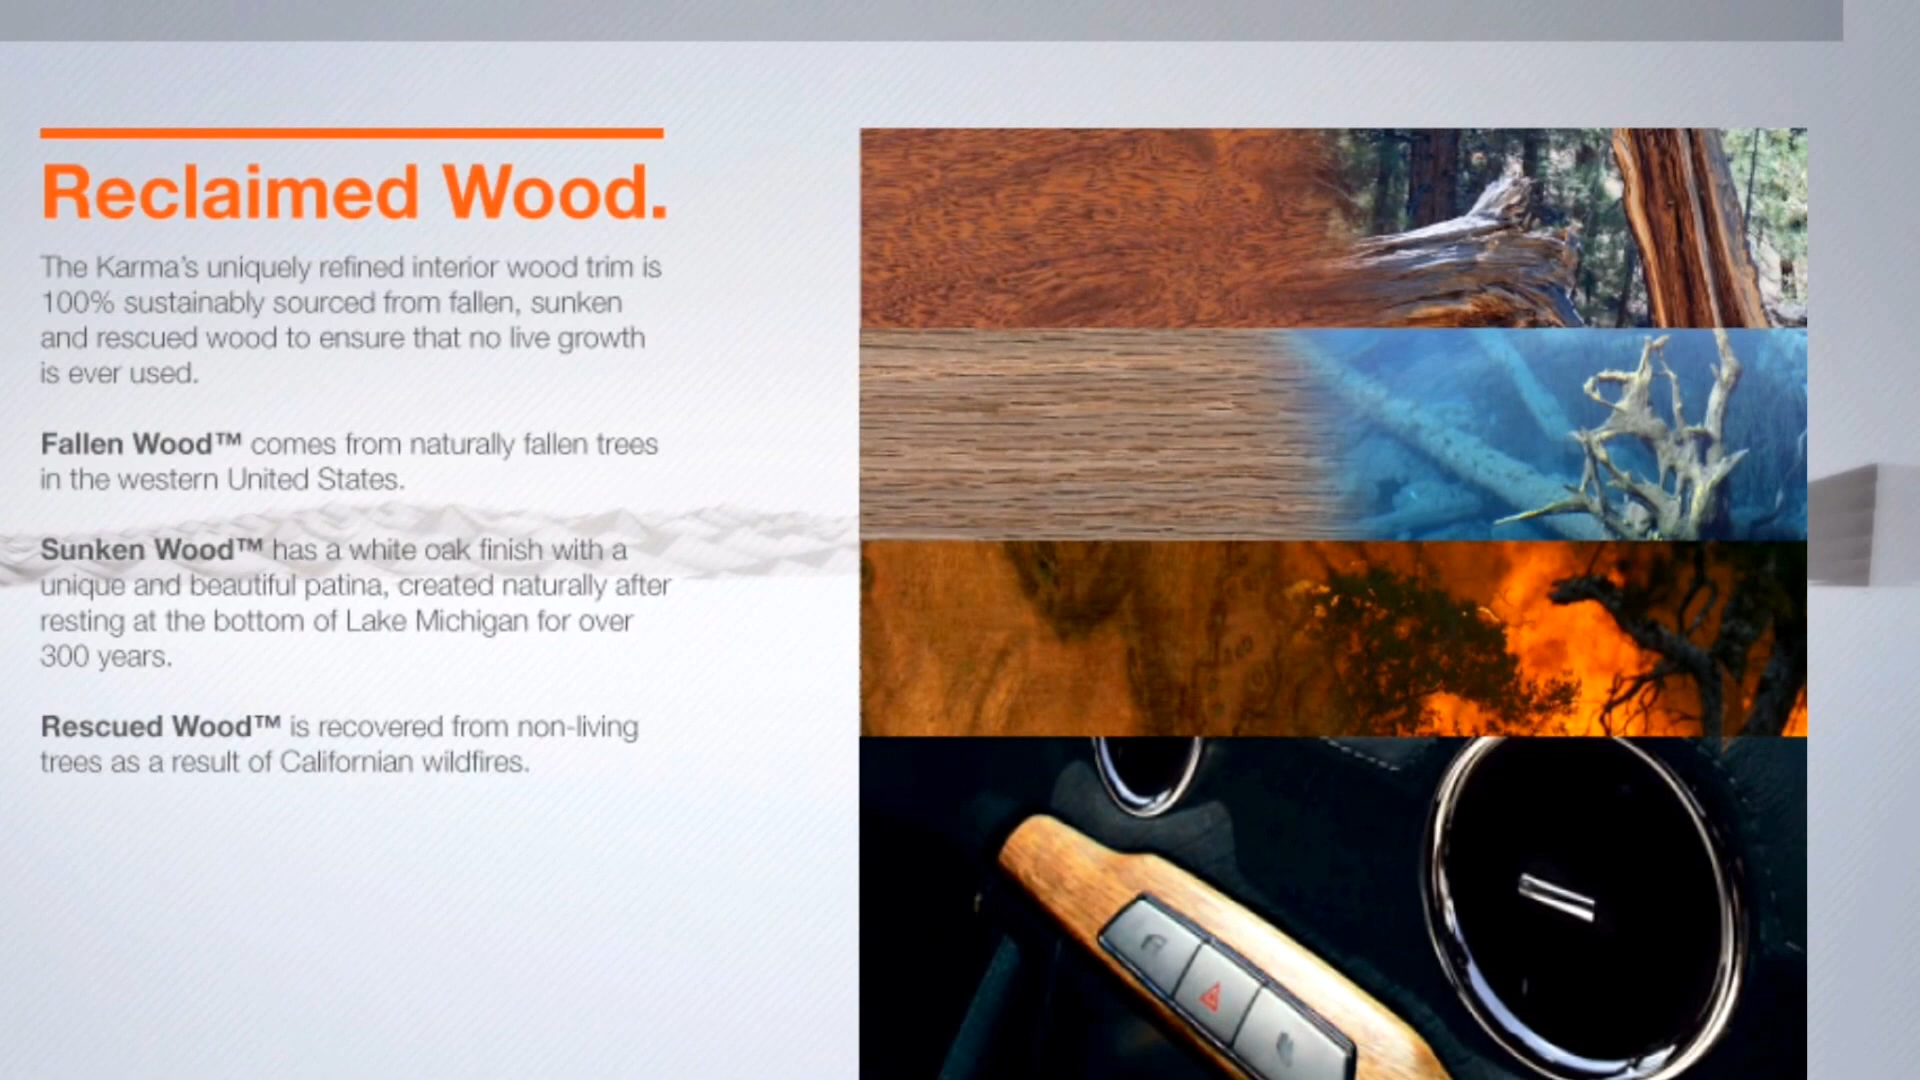 Reclaimed Wood.
The Karma's uniquely refined interior wood trim is
100% sustainably sourced from fallen, sunken
and rescued wood to ensure that no live growth
is ever used.
Fallen Wood™ comes from naturally fallen trees
in the western United States.
Sunken Wood™ has a white oak finish with a
unique and beautiful patina, created naturally after
resting at the bottom of Lake Michigan for over
300 years.
Rescued Wood™ is recovered from non-living
trees as a result of Californian wildfires.